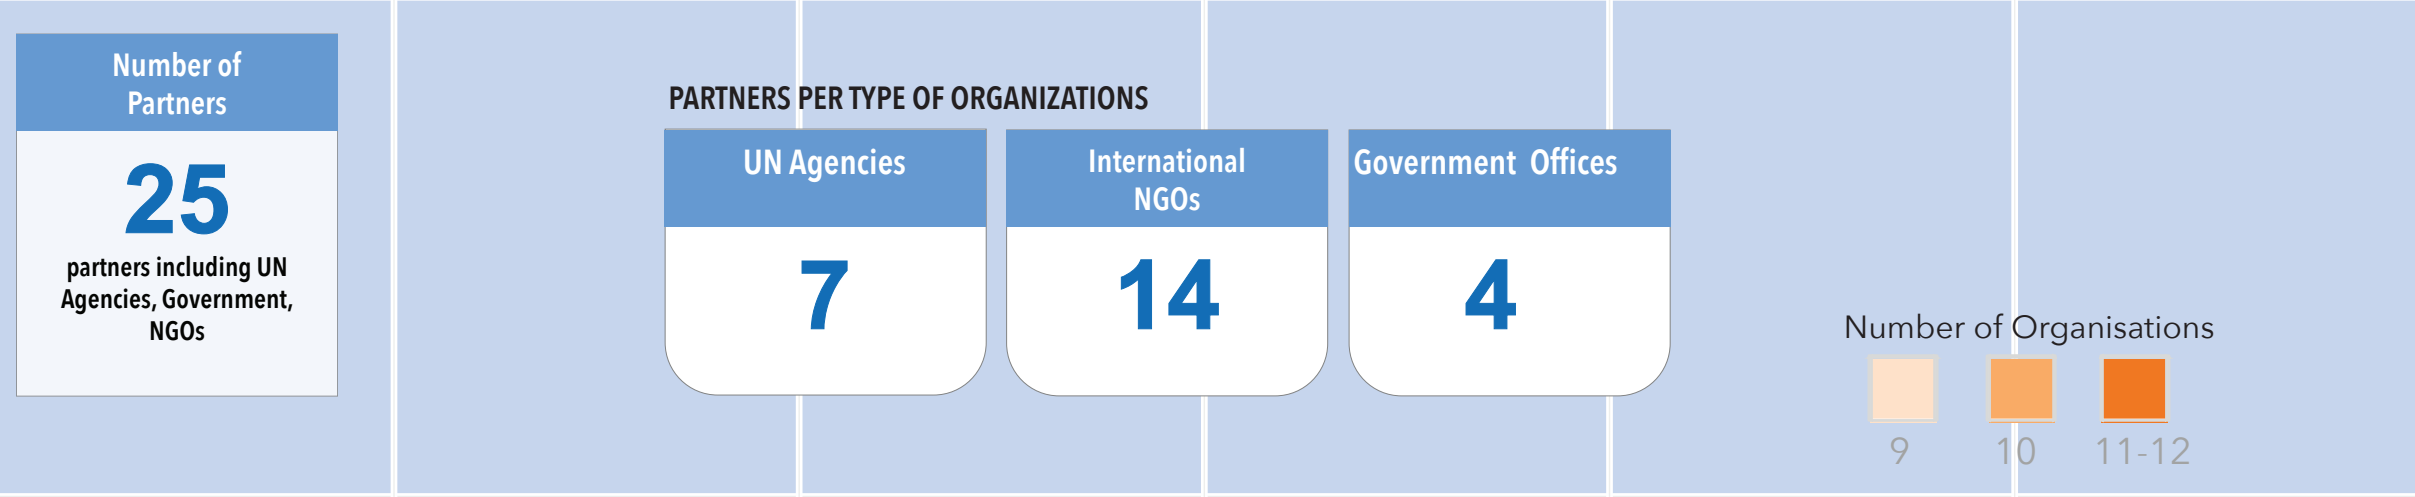 Number of
Partners
25
partners including UN
Agencies, Government,
NGOs
PARTNERS PER TYPE OF ORGANIZATIONS
UN Agencies
7
International
NGOs
14
Government Offices
4
Number of Organisations
9 10 11-12